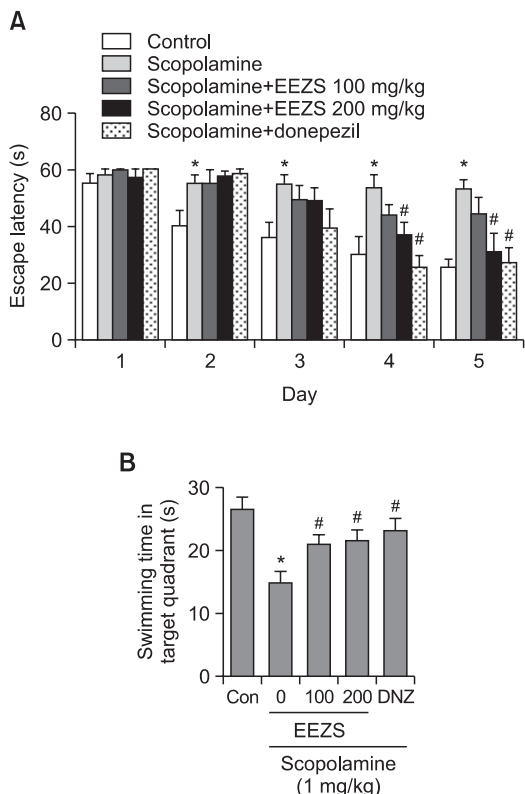 A
Control
Scopolamine
Scopolamine+EEZS 100 mg/kg
Scopolamine+EEZS 200 mg/kg
Scopolamine+donepezil
Escape latency (s)
80
60
40
20
0
* * * *
# # # #
1 2 3 4 5
Day
B
Swimming time in
target quadrant (s)
30
20
10
0
* # # #
Con 0 100 200 DNZ
EEZS
Scopolamine
(1 mg/kg)